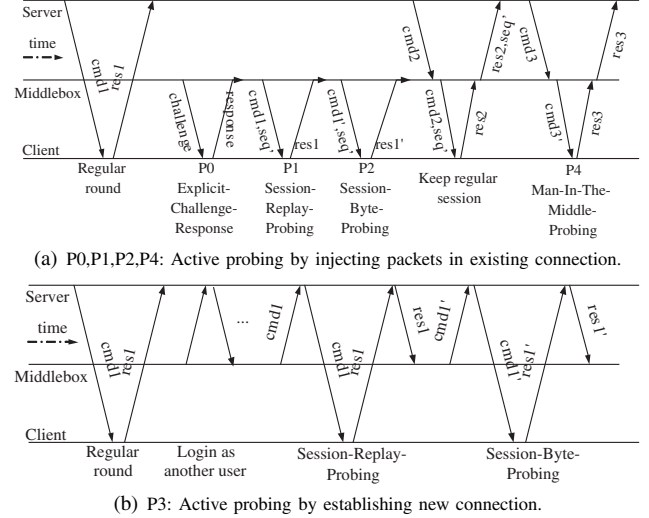 Server
time
Middlebox
Client
cmd1
res1
challenge
response
cmd1,seq'
res1
cmd1',seq'
res1'
cmd2
cmd2,seq'
res2
res2,seq'
cmd3
cmd3'
res3
res3
Regular
round
P0
Explicit-
Challenge-
Response
P1
Session-
Replay-
Probing
P2
Session-
Byte-
Probing
Keep regular
session
P4
Man-In-The-
Middle-
Probing
(a) P0,P1,P2,P4: Active probing by injecting packets in existing connection.
Server
time
Middlebox
Client
cmd1
res1
...
cmd1
cmd1
res1
res1
cmd1'
cmd1'
res1'
res1'
Regular
round
Login as
another user
Session-Replay-
Probing
Session-Byte-
Probing
(b) P3: Active probing by establishing new connection.